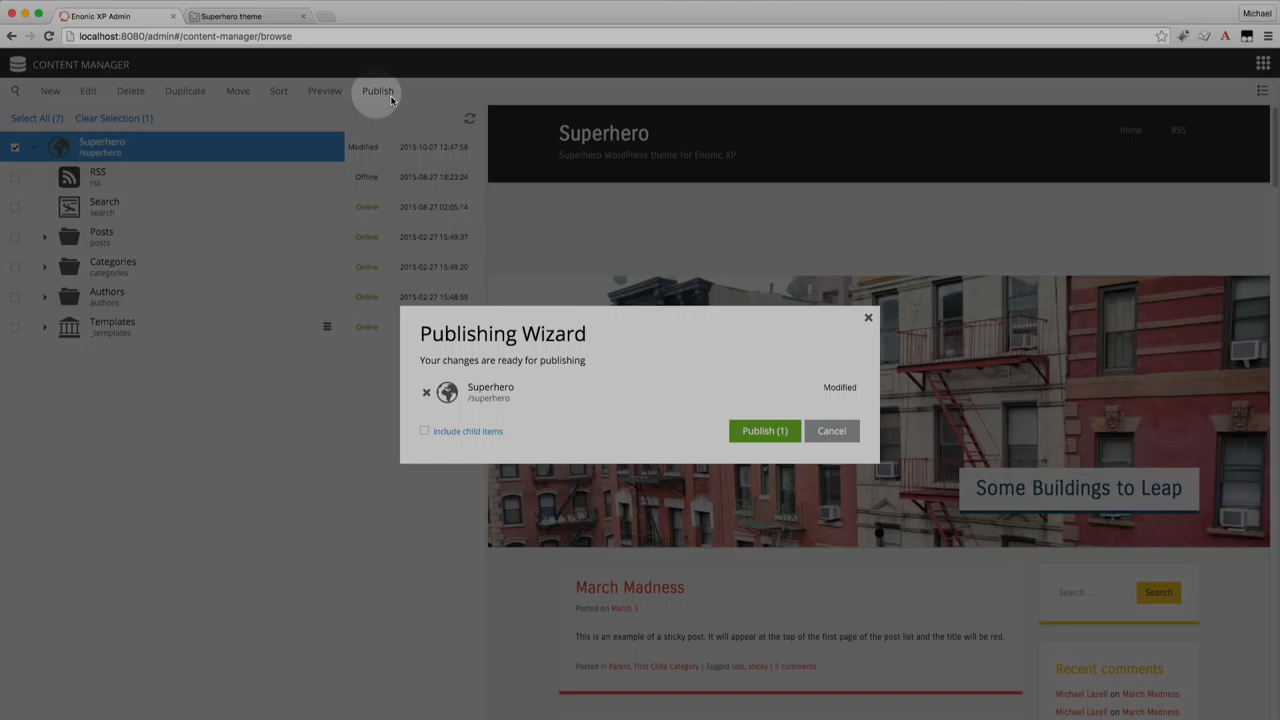 Enonic XP Admin
Superhero theme
Michael
localhost:8080/admin#/content-manager/browse
CONTENT MANAGER
New Edit Delete Duplicate Move Sort Preview Publish
Select All (7) Clear Selection (1)
Superhero Modified 2015-10-07 12:47:58
/superhero
RSS Offline 2015-08-27 18:23:24
rss
Search Online 2015-08-27 02:05:14
search
Posts Online 2015-02-27 15:49:37
posts
Categories Online 2015-02-27 15:49:20
categories
Authors Online 2015-02-27 15:48:59
authors
Templates Online
_templates
Superhero
Superhero WordPress theme for Enonic XP
Home RSS
Publishing Wizard
Your changes are ready for publishing
Superhero Modified
/superhero
Include child items
Publish (1) Cancel
Some Buildings to Leap
March Madness
Posted on March 3
This is an example of a sticky post. It will appear at the top of the first page of the post list and the title will be red.
Posted in Parent, First Child Category | Tagged test, sticky | 5 comments
Search ... Search
Recent comments
Michael Lazell on March Madness
Michael Lazell on March Madness